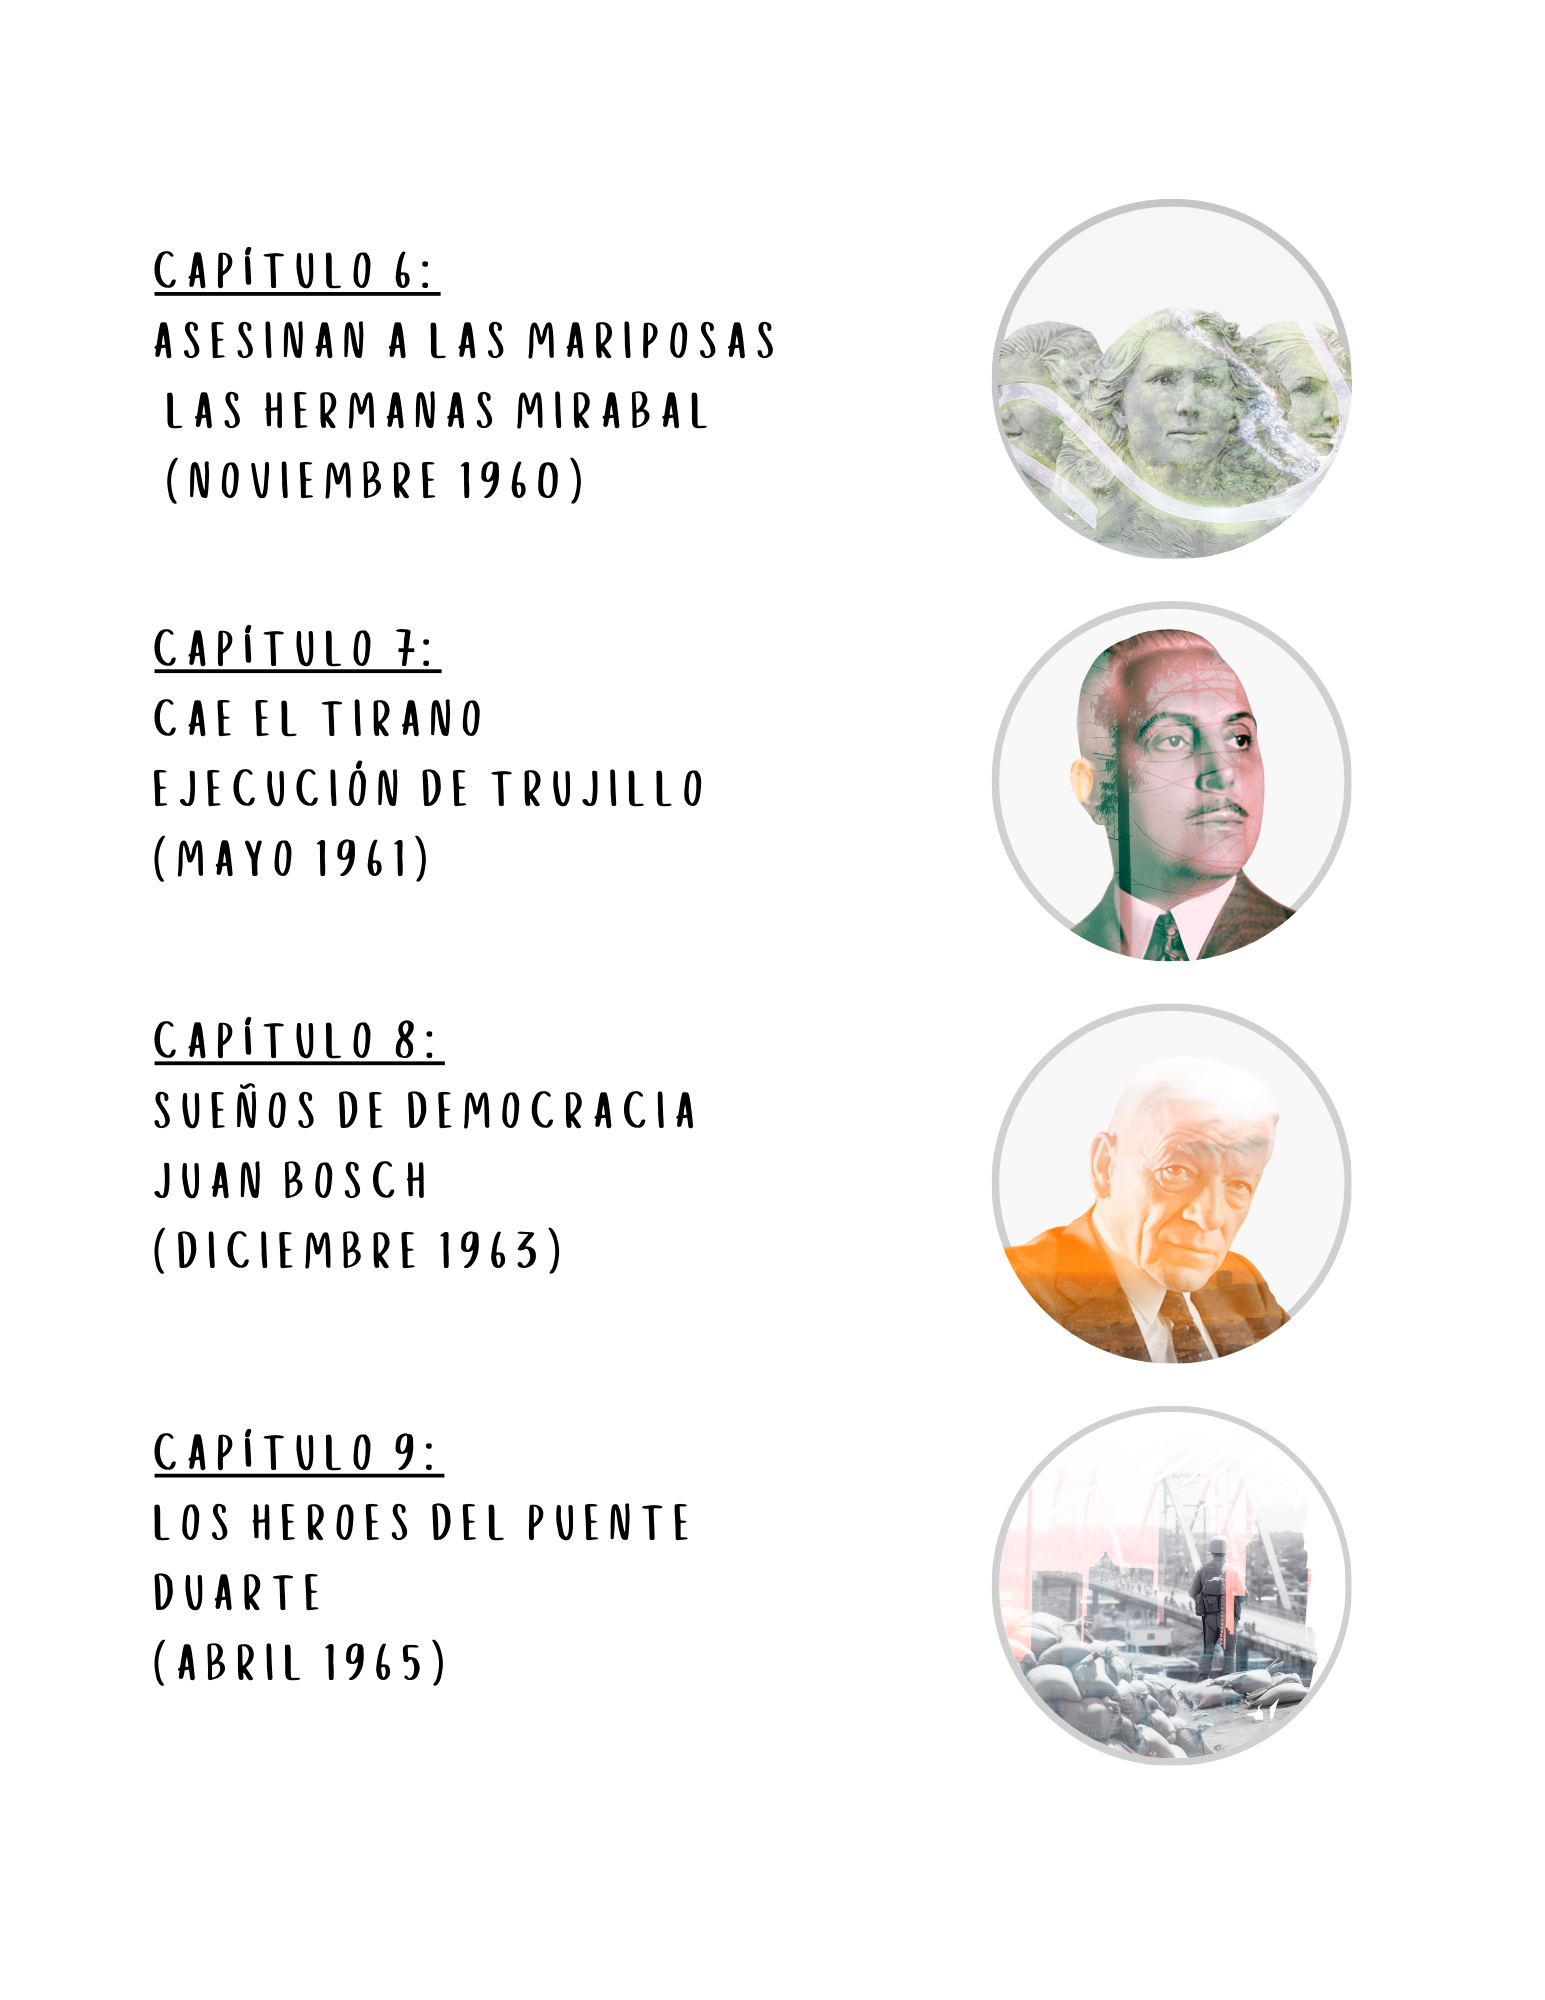 CAPÍTULO 6:
ASESINAN A LAS MARIPOSAS
LAS HERMANAS MIRABAL
(NOVIEMBRE 1960)
CAPÍTULO 7:
CAE EL TIRANO
EJECUCIÓN DE TRUJILLO
(MAYO 1961)
CAPÍTULO 8:
SUEÑOS DE DEMOCRACIA
JUAN BOSCH
(DICIEMBRE 1963)
CAPÍTULO 9:
LOS HEROES DEL PUENTE
DUARTE
(ABRIL 1965)